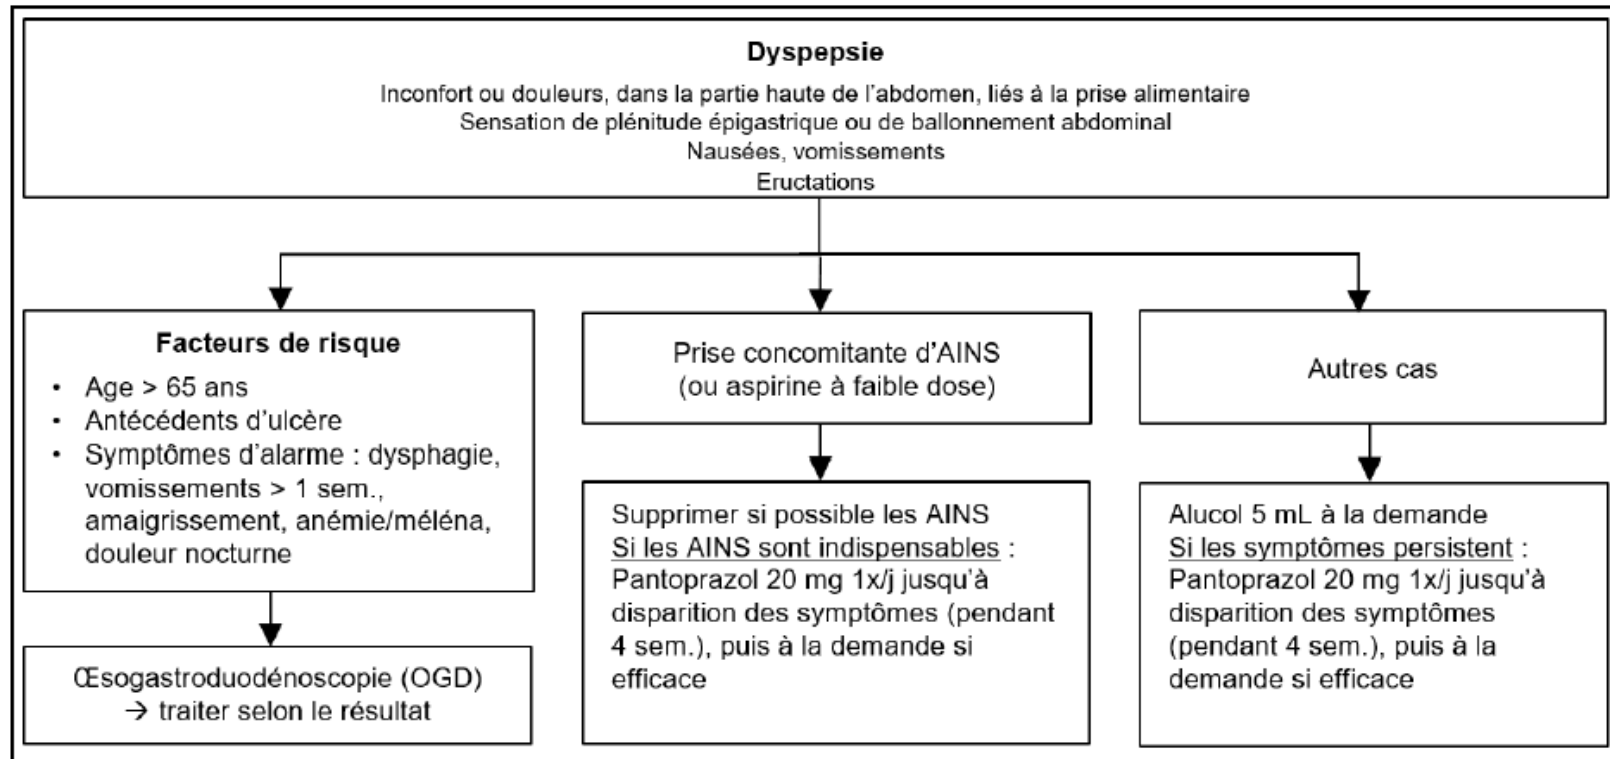 Dyspepsie
Inconfort ou douleurs, dans la partie haute de l'abdomen, liés à la prise alimentaire
Sensation de plénitude épigastrique ou de ballonnement abdominal
Nausées, vomissements
Eructations
Facteurs de risque
• Age > 65 ans
• Antécédents d'ulcère
• Symptômes d'alarme : dysphagie,
vomissements > 1 sem.,
amaigrissement, anémie/méléna,
douleur nocturne
Œsogastroduodénoscopie (OGD)
→ traiter selon le résultat
Prise concomitante d'AINS
(ou aspirine à faible dose)
Supprimer si possible les AINS
Si les AINS sont indispensables :
Pantoprazol 20 mg 1x/j jusqu'à
disparition des symptômes (pendant
4 sem.), puis à la demande si
efficace
Autres cas
Alucol 5 mL à la demande
Si les symptômes persistent :
Pantoprazol 20 mg 1x/j jusqu'à
disparition des symptômes
(pendant 4 sem.), puis à la
demande si efficace